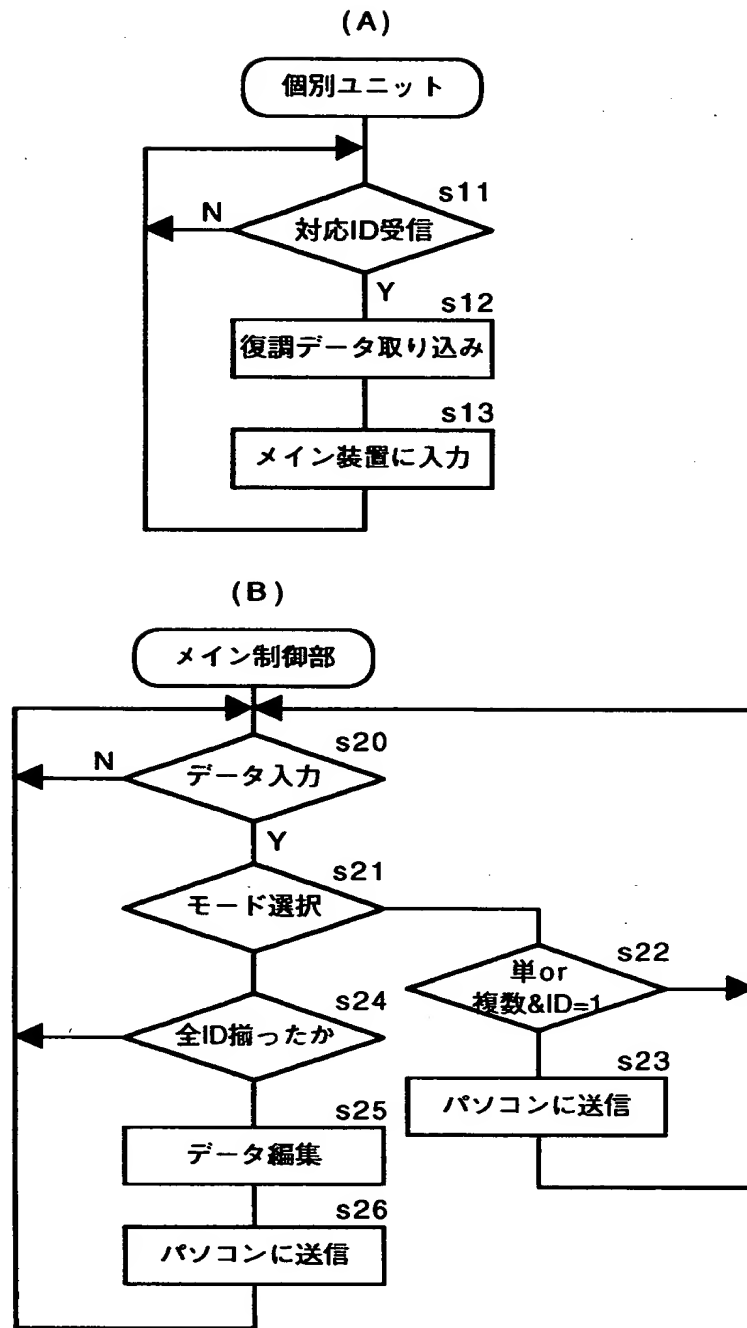 (A)
個別ユニット
s11
N
対応ID受信
Y
s12
復調データ取り込み
s13
メイン装置に入力
(B)
メイン制御部
s20
N
データ入力
Y
s21
モード選択
s22
単or
複数&ID=1
s24
全ID揃ったか
s23
パソコンに送信
s25
データ編集
s26
パソコンに送信